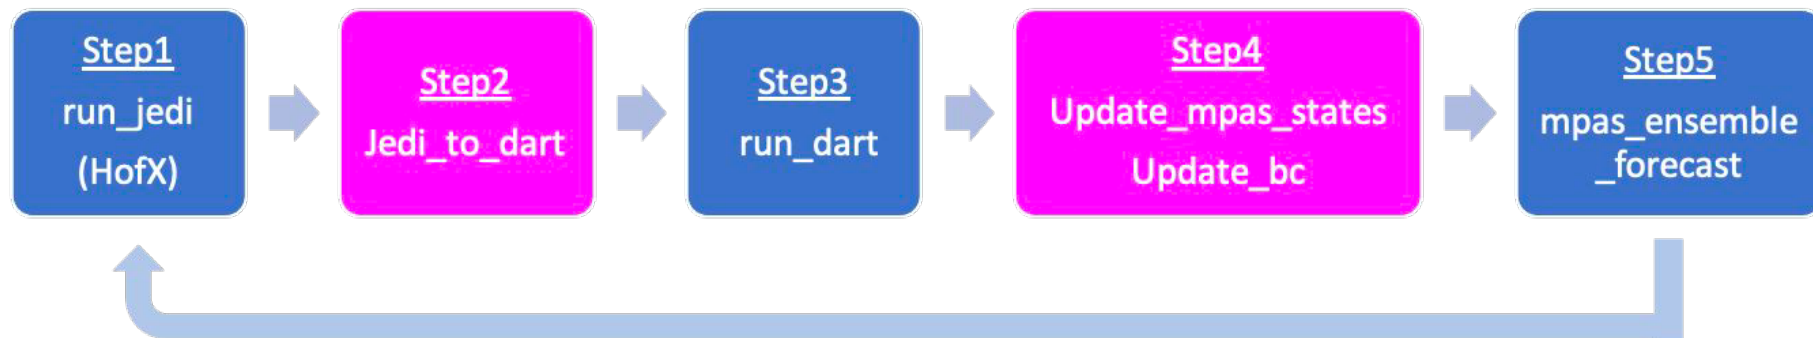 Step1
run_jedi
(HofX)
Step2
Jedi_to_dart
Step3
run_dart
Step4
Update_mpas_states
Update_bc
Step5
mpas_ensemble
_forecast